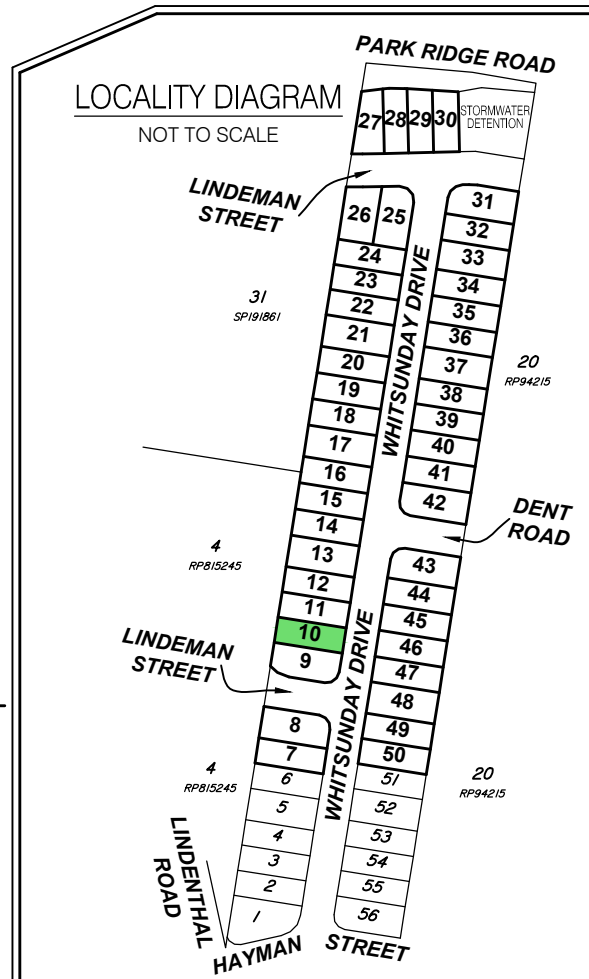 PARK RIDGE ROAD
LOCALITY DIAGRAM
NOT TO SCALE
27 28 29 30
STORMWATER
DETENTION
LINDEMAN
STREET
26 25
24
23
22
21
20
19
18
17
16
15
14
13
12
11
10
9
31
SP191861
WHITSUNDAY DRIVE
31
32
33
34
35
36
37
38
39
40
41
42
20
RP94215
DENT
ROAD
4
RP815245
LINDEMAN
STREET
WHITSUNDAY DRIVE
43
44
45
46
47
48
49
50
51
52
53
54
55
56
8
7
6
5
4
3
2
1
4
RP815245
20
RP94215
LINDENTHAL
ROAD
HAYMAN STREET